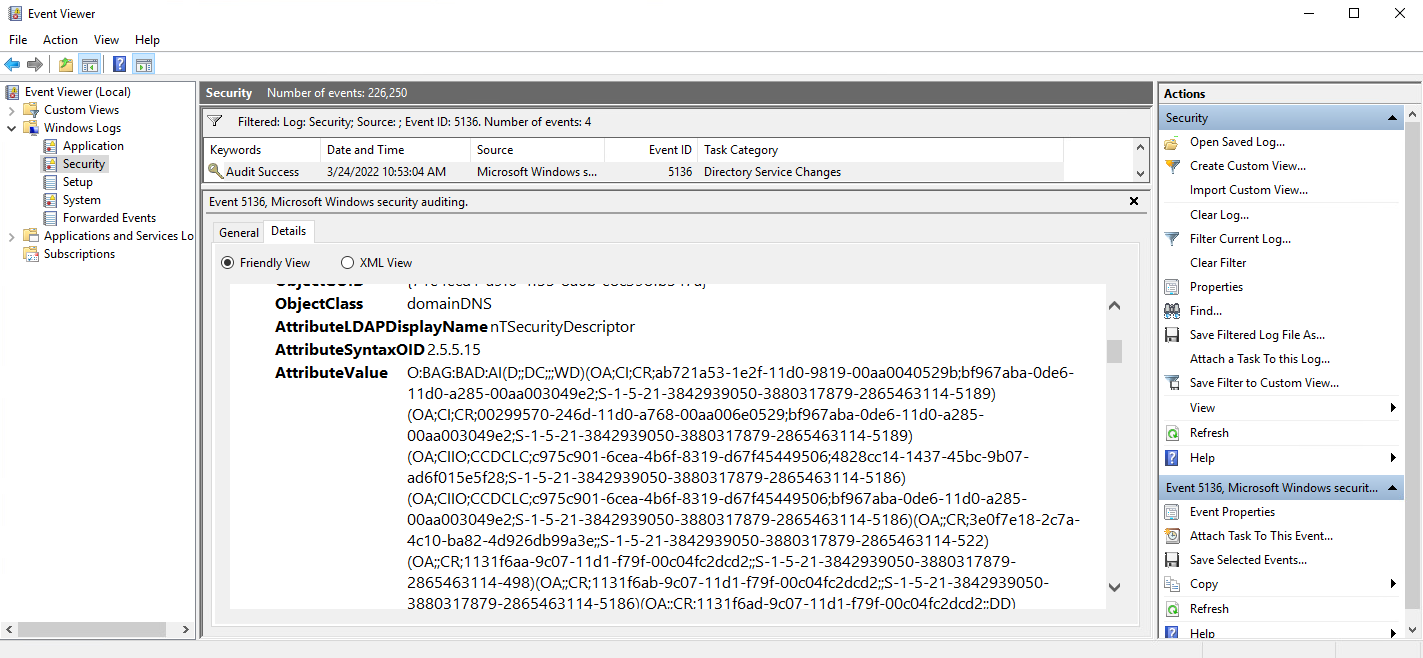 Event Viewer
File Action View Help
Event Viewer (Local)
Custom Views
Windows Logs
Application
Security
Setup
System
Forwarded Events
Applications and Services Lo
Subscriptions
Security Number of events: 226,250
Filtered: Log: Security; Source: ; Event ID: 5136. Number of events: 4
Keywords Date and Time Source Event ID Task Category
Audit Success 3/24/2022 10:53:04 AM Microsoft Windows s... 5136 Directory Service Changes
Event 5136, Microsoft Windows security auditing.
General Details
Friendly View XML View
ObjectClass domainDNS
AttributeLDAPDisplayName nTSecurityDescriptor
AttributeSyntaxOID 2.5.5.15
AttributeValue O:BAG:BAD:AI(D;;DC;;;WD)(OA;CI;CR;ab721a53-1e2f-11d0-9819-00aa0040529b;bf967aba-0de6-
11d0-a285-00aa003049e2;S-1-5-21-3842939050-3880317879-2865463114-5189)
(OA;CI;CR;00299570-246d-11d0-a768-00aa006e0529;bf967aba-0de6-11d0-a285-
00aa003049e2;S-1-5-21-3842939050-3880317879-2865463114-5189)
(OA;CIIO;CCDCLC;c975c901-6cea-4b6f-8319-d67f45449506;4828cc14-1437-45bc-9b07-
ad6f015e5f28;S-1-5-21-3842939050-3880317879-2865463114-5186)
(OA;CIIO;CCDCLC;c975c901-6cea-4b6f-8319-d67f45449506;bf967aba-0de6-11d0-a285-
00aa003049e2;S-1-5-21-3842939050-3880317879-2865463114-5186)(OA;;CR;3e0f7e18-2c7a-
4c10-ba82-4d926db99a3e;;S-1-5-21-3842939050-3880317879-2865463114-522)
(OA;;CR;1131f6aa-9c07-11d1-f79f-00c04fc2dcd2;;S-1-5-21-3842939050-3880317879-
2865463114-498)(OA;;CR;1131f6ab-9c07-11d1-f79f-00c04fc2dcd2;;S-1-5-21-3842939050-
3880317879-2865463114-5186)(OA;;CR;1131f6ad-9c07-11d1-f79f-00c04fc2dcd2;;DD)
Actions
Security
Open Saved Log...
Create Custom View...
Import Custom View...
Clear Log...
Filter Current Log...
Clear Filter
Properties
Find...
Save Filtered Log File As...
Attach a Task To this Log...
Save Filter to Custom View...
View
Refresh
Help
Event 5136, Microsoft Windows securit...
Event Properties
Attach Task To This Event...
Save Selected Events...
Copy
Refresh
Help